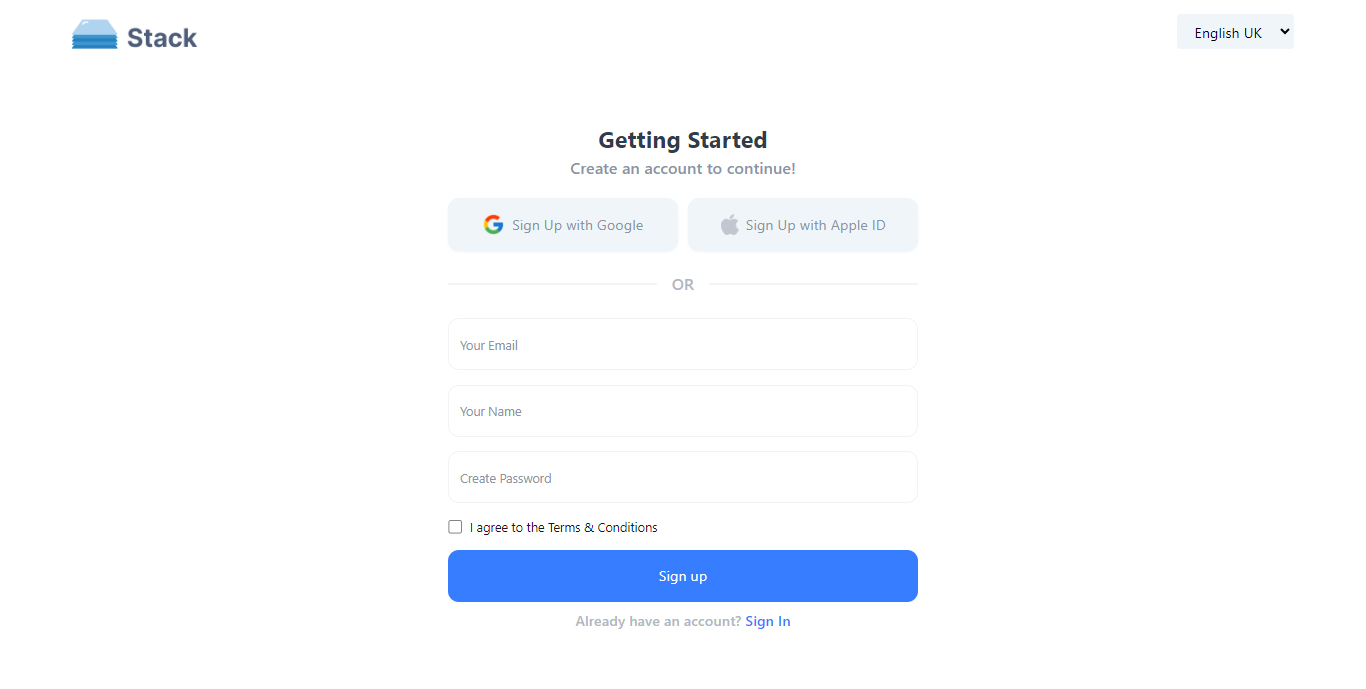 Stack
English UK
Getting Started
Create an account to continue!
Sign Up with Google
Sign Up with Apple ID
OR
Your Email
Your Name
Create Password
I agree to the Terms & Conditions
Sign up
Already have an account? Sign In